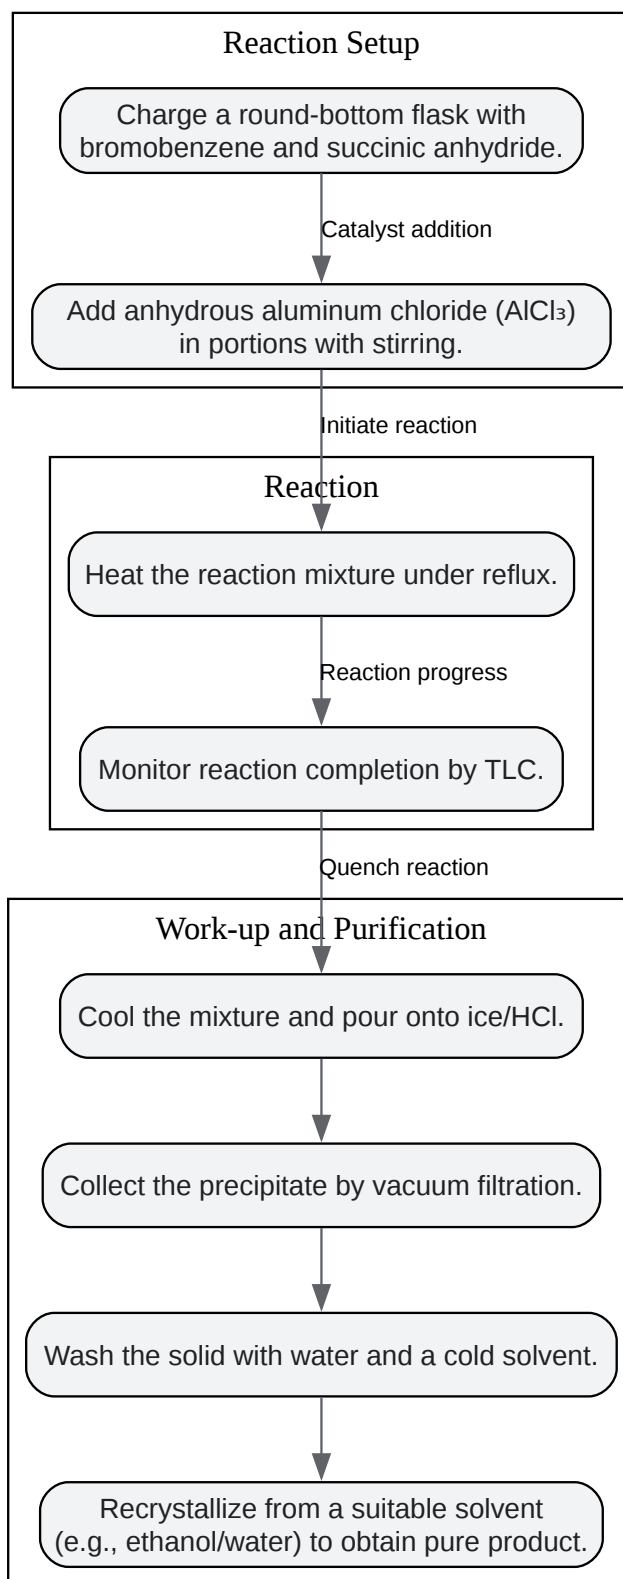 Reaction Setup
Charge a round-bottom flask with
bromobenzene and succinic anhydride.
Catalyst addition
Add anhydrous aluminum chloride (AlCl₃)
in portions with stirring.
Initiate reaction
Reaction
Heat the reaction mixture under reflux.
Reaction progress
Monitor reaction completion by TLC.
Quench reaction
Work-up and Purification
Cool the mixture and pour onto ice/HCl.
Collect the precipitate by vacuum filtration.
Wash the solid with water and a cold solvent.
Recrystallize from a suitable solvent
(e.g., ethanol/water) to obtain pure product.